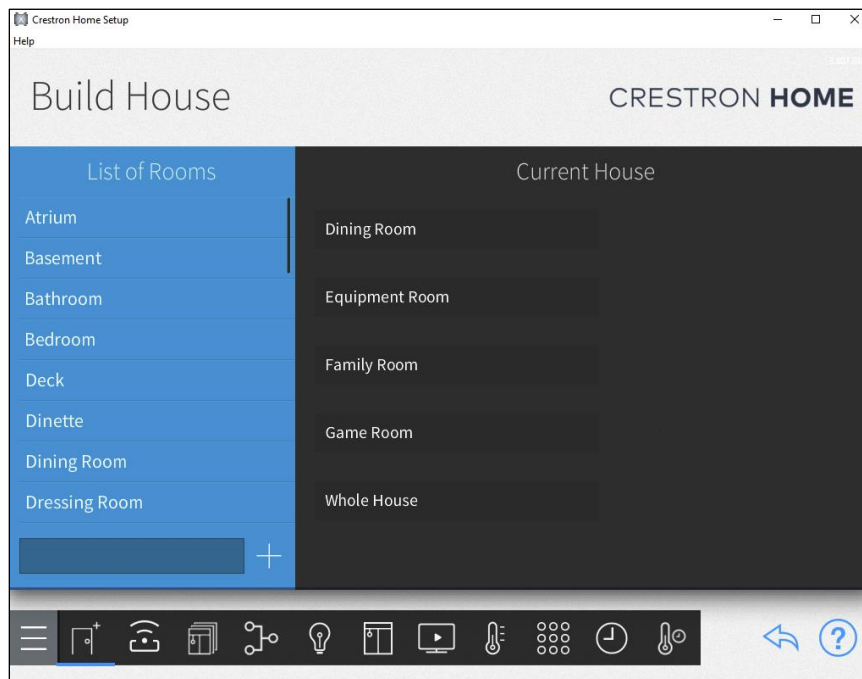 Crestron Home Setup
Help
Build House
CRESTRON HOME
List of Rooms
Atrium
Basement
Bathroom
Bedroom
Deck
Dinette
Dining Room
Dressing Room
Current House
Dining Room
Equipment Room
Family Room
Game Room
Whole House
?